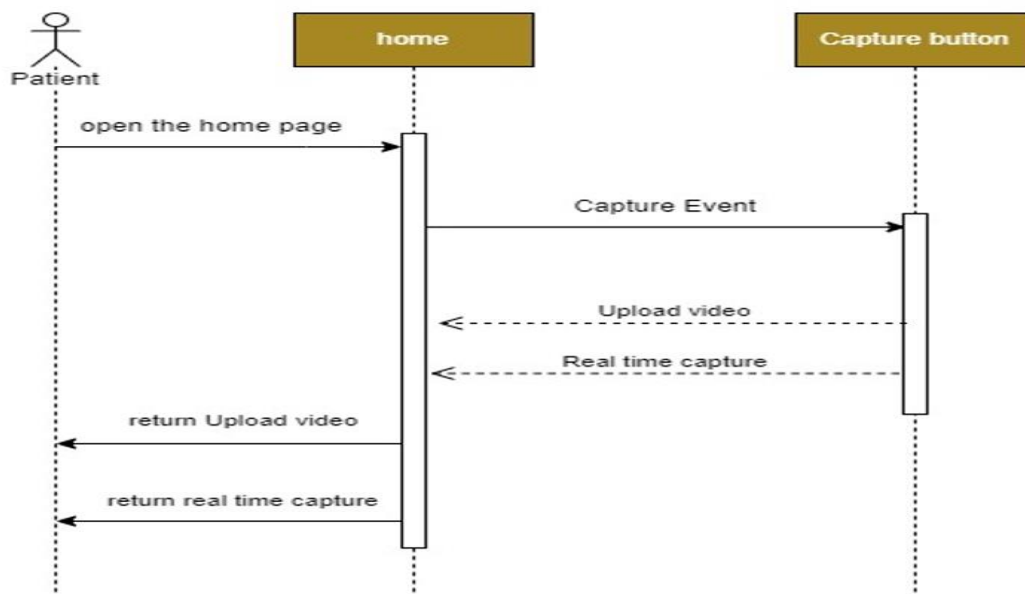 home
Capture button
Patient
open the home page
Capture Event
Upload video
Real time capture
return Upload video
return real time capture